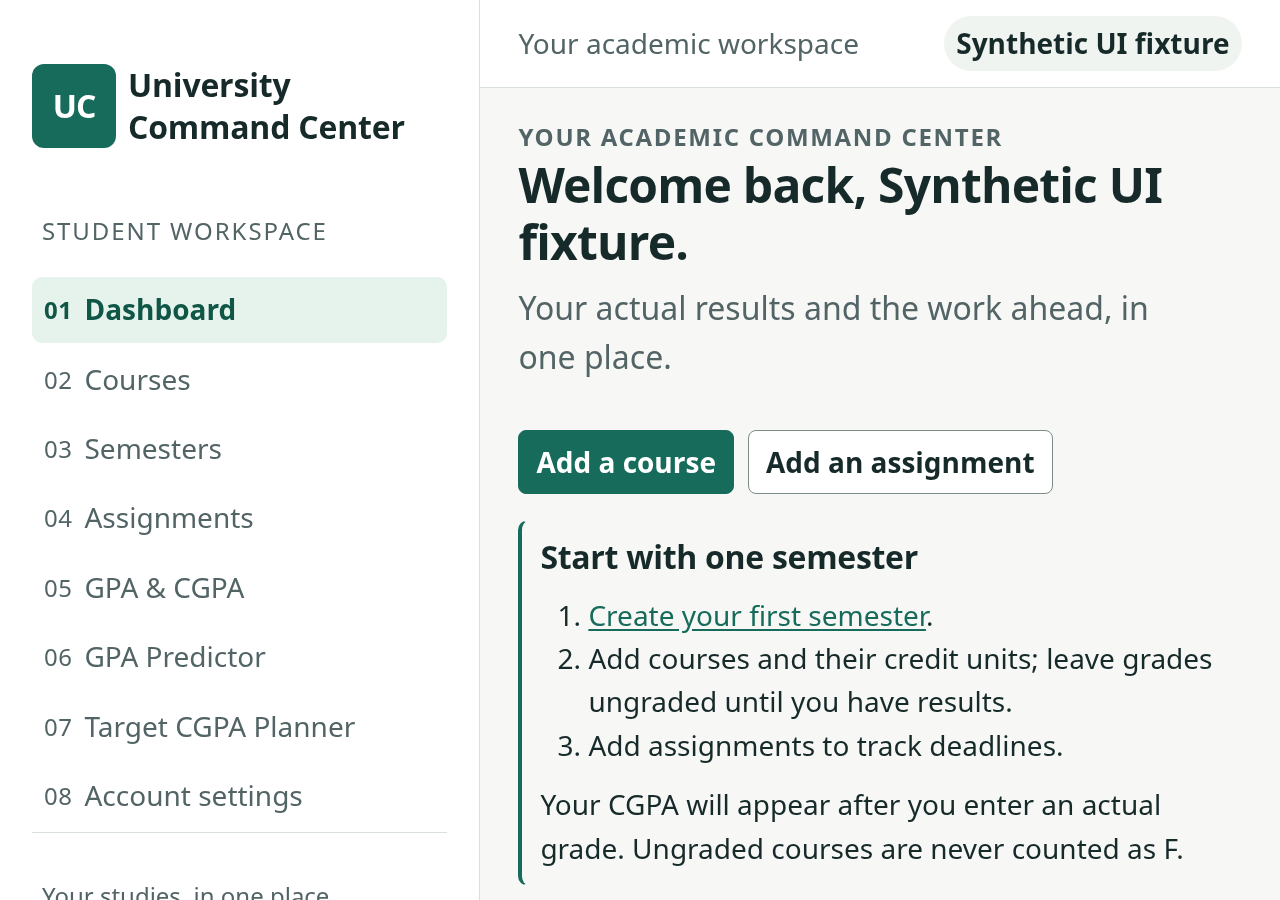 UC
University
Command Center
STUDENT WORKSPACE
01 Dashboard
02 Courses
03 Semesters
04 Assignments
05 GPA & CGPA
06 GPA Predictor
07 Target CGPA Planner
08 Account settings
Your studies, in one place
Your academic workspace
Synthetic UI fixture
YOUR ACADEMIC COMMAND CENTER
Welcome back, Synthetic UI
fixture.
Your actual results and the work ahead, in
one place.
Add a course
Add an assignment
Start with one semester
1. Create your first semester.
2. Add courses and their credit units; leave grades
ungraded until you have results.
3. Add assignments to track deadlines.
Your CGPA will appear after you enter an actual
grade. Ungraded courses are never counted as F.